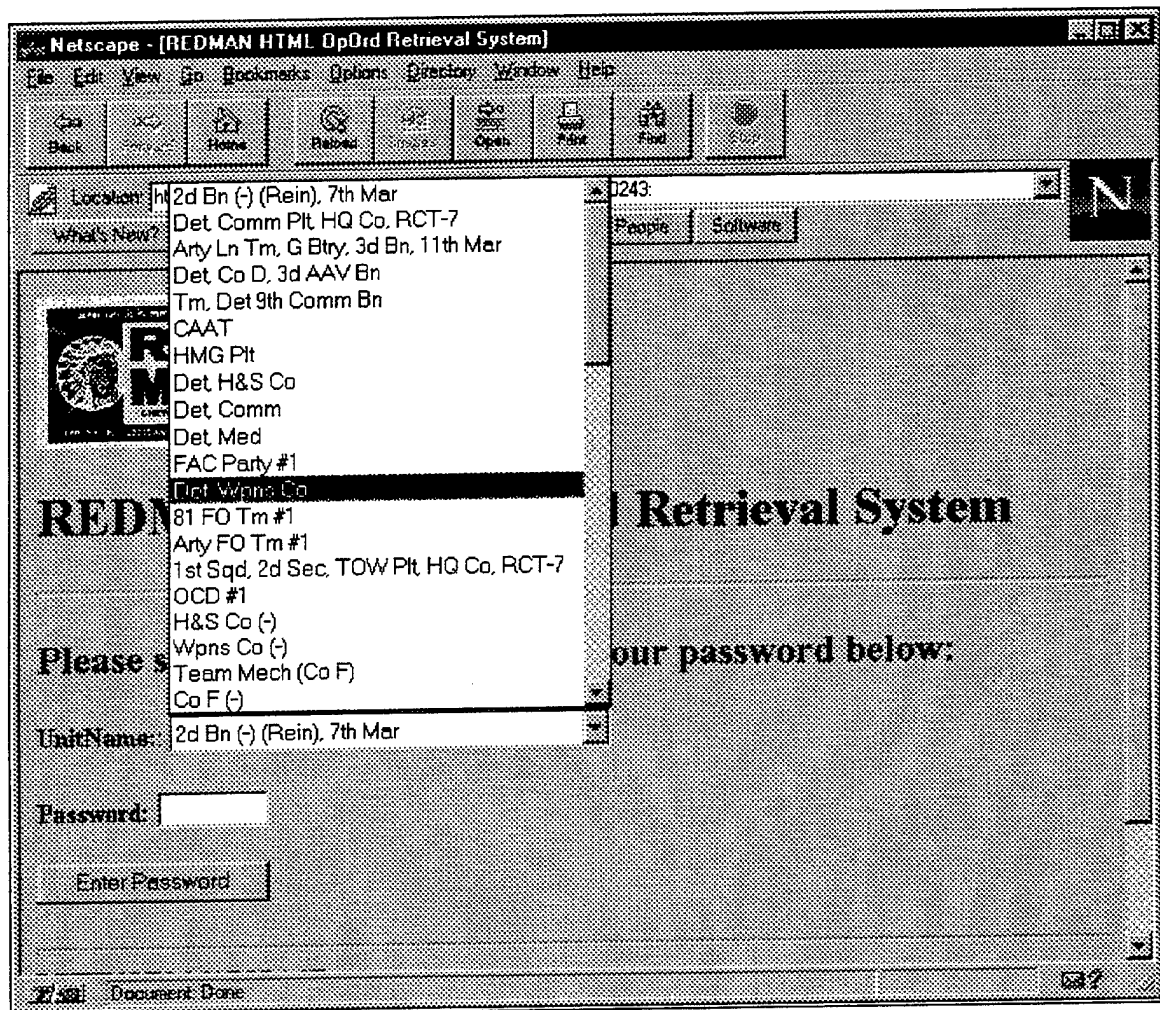 Netscape - [REDMAN HTML OpOrd Retrieval System]
File Edit View Go Bookmarks Options Directory Window Help
Back Home Reload Open Print Find
Location:
0243:
What's New?
People Software
2d Bn (-) (Rein), 7th Mar
Det, Comm Plt, HQ Co, RCT-7
Arty Ln Tm, G Btry, 3d Bn, 11th Mar
Det, Co D, 3d AAV Bn
Tm, Det 9th Comm Bn
CAAT
HMG Plt
Det, H&S Co
Det, Comm
Det, Med
FAC Party #1
Det, Wpns Co
81 FO Tm #1
Arty FO Tm #1
1st Sqd, 2d Sec, TOW Plt, HQ Co, RCT-7
OCD #1
H&S Co (-)
Wpns Co (-)
Team Mech (Co F)
Co F (-)
R
M
N
REDM
Retrieval System
Please s
our password below:
UnitName: 2d Bn (-) (Rein), 7th Mar
Password:
Enter Password
Document: Done